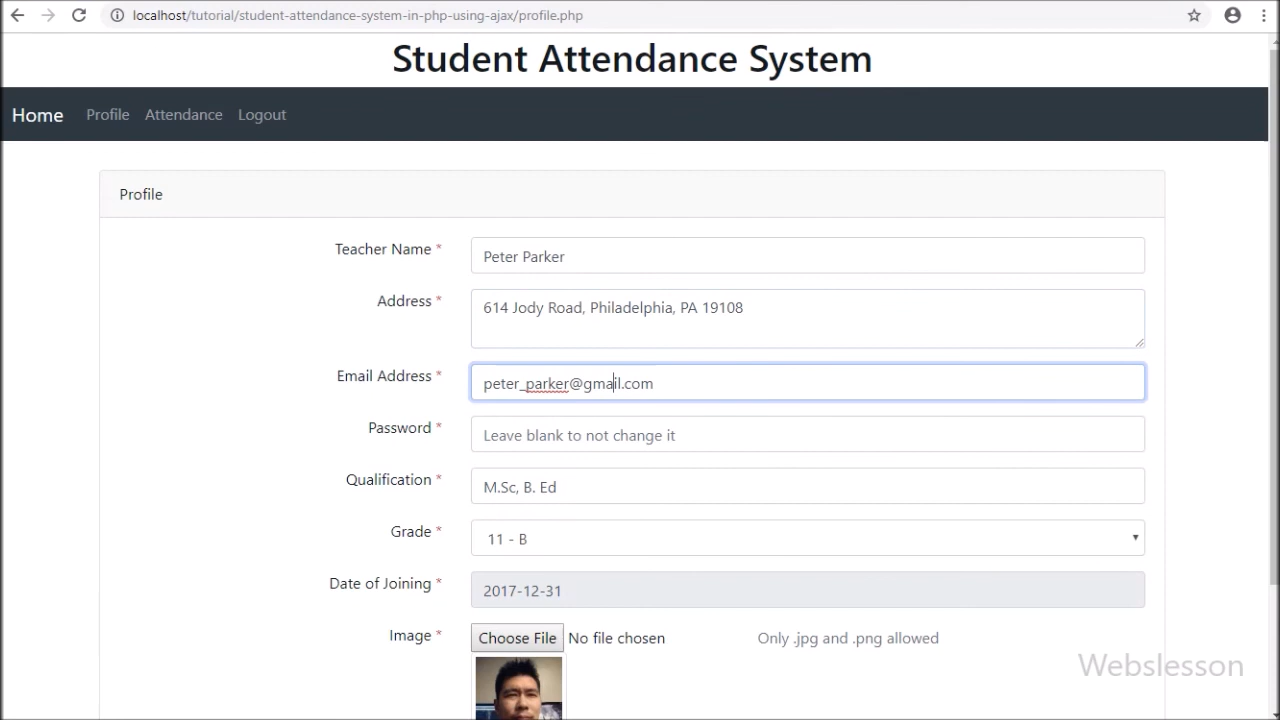 localhost/tutorial/student-attendance-system-in-php-using-ajax/profile.php
Student Attendance System
Home Profile Attendance Logout
Profile
Teacher Name * Peter Parker
Address * 614 Jody Road, Philadelphia, PA 19108
Email Address * peter_parker@gmail.com
Password * Leave blank to not change it
Qualification * M.Sc, B. Ed
Grade * 11 - B
Date of Joining * 2017-12-31
Image * Choose File No file chosen Only .jpg and .png allowed
Webslesson